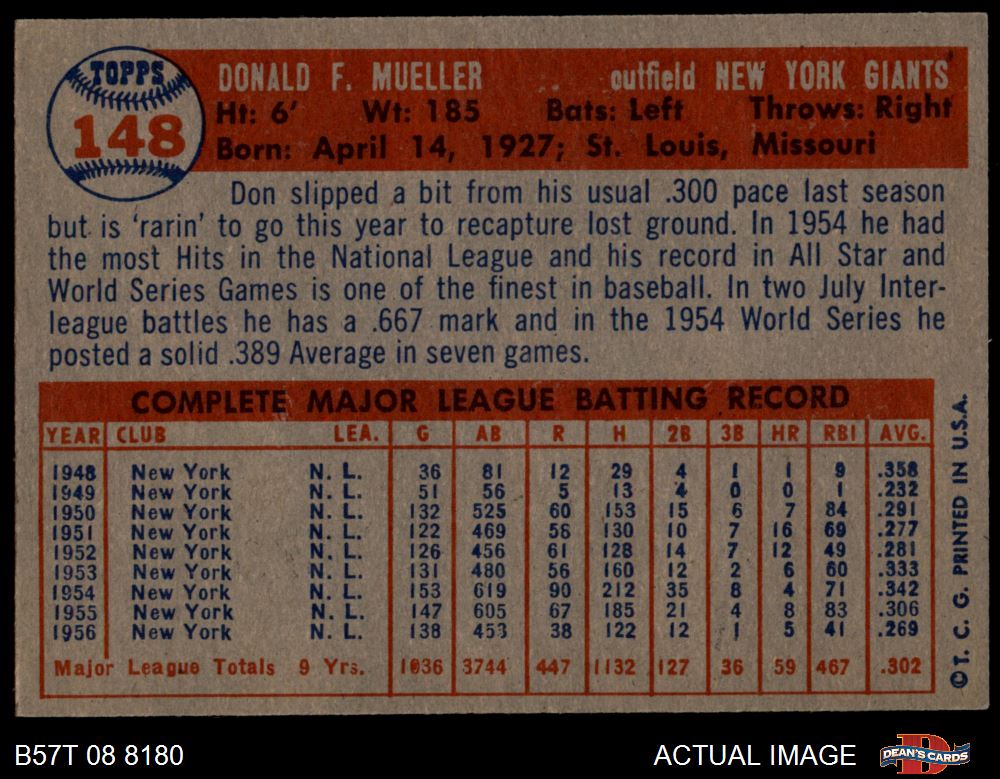 TOPPS
148
DONALD F. MUELLER .. . outfield NEW YORK GIANTS
Ht: 6' Wt: 185 Bats: Left Throws: Right
Born: April 14, 1927; St. Louis, Missouri
Don slipped a bit from his usual .300 pace last season
but is 'rarin' to go this year to recapture lost ground. In 1954 he had
the most Hits in the National League and his record in All Star and
World Series Games is one of the finest in baseball. In two July Inter-
league battles he has a .667 mark and in the 1954 World Series he
posted a solid .389 Average in seven games.
COMPLETE MAJOR LEAGUE BATTING RECORD
YEAR CLUB LEA. G AB R H 2B 3B HR RBI AVG.
1948 New York N. L. 36 81 12 29 4 1 1 9 .358
1949 New York N. L. 51 56 5 13 4 0 0 1 .232
1950 New York N. L. 132 525 60 153 15 6 7 84 .291
1951 New York N. L. 122 469 58 130 10 7 16 69 .277
1952 New York N. L. 126 456 61 128 14 7 12 49 .281
1953 New York N. L. 131 480 56 160 12 2 6 60 .333
1954 New York N. L. 153 619 90 212 35 8 4 71 .342
1955 New York N. L. 147 605 67 185 21 4 8 83 .306
1956 New York N. L. 138 453 38 122 12 1 5 41 .269
Major League Totals 9 Yrs. 1036 3744 447 1132 127 36 59 467 .302
©T. C. G. PRINTED IN U.S.A.
B57T 08 8180 ACTUAL IMAGE DEAN'S CARDS